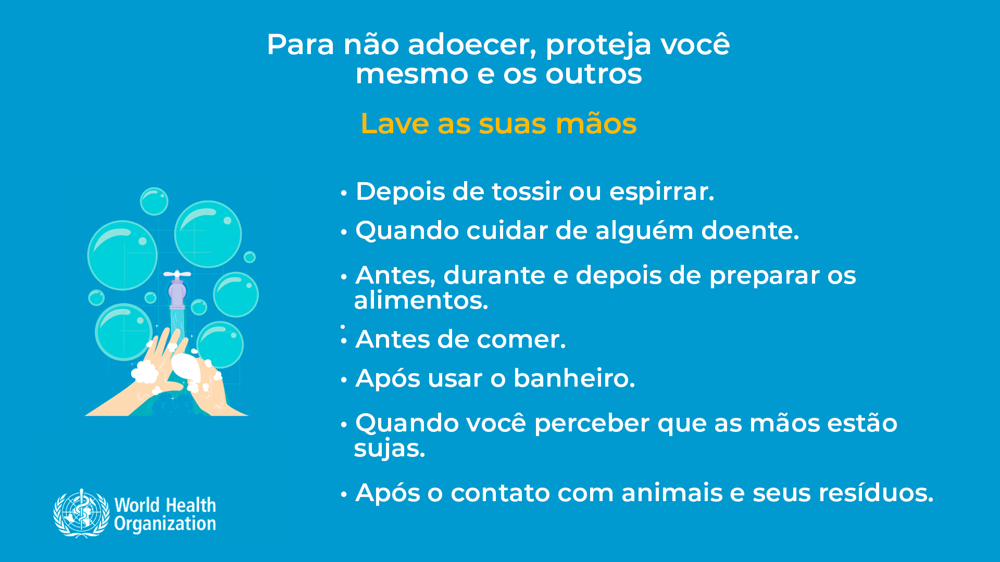 Para não adoecer, proteja você
mesmo e os outros
Lave as suas mãos
• Depois de tossir ou espirrar.
• Quando cuidar de alguém doente.
• Antes, durante e depois de preparar os
alimentos.
•
• Antes de comer.
• Após usar o banheiro.
• Quando você perceber que as mãos estão
sujas.
• Após o contato com animais e seus resíduos.
World Health
Organization